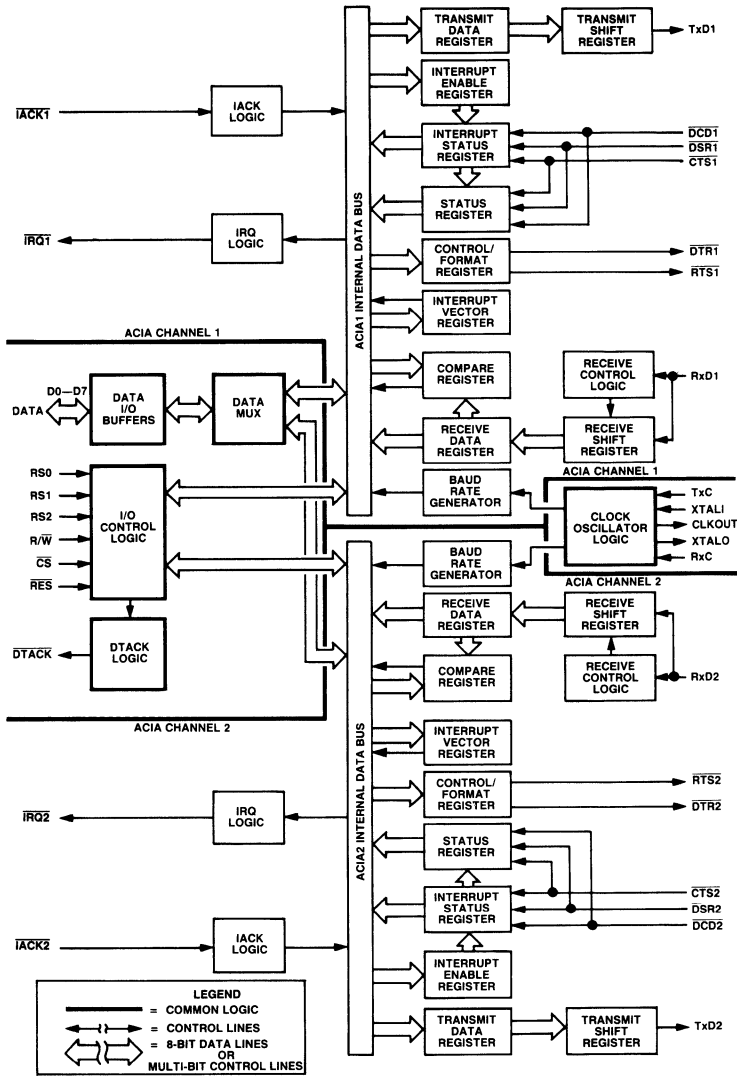 TRANSMIT
DATA
REGISTER
TRANSMIT
SHIFT
REGISTER
TxD1
INTERRUPT
ENABLE
REGISTER
IACK1
IACK
LOGIC
INTERRUPT
STATUS
REGISTER
DCD1
DSR1
CTS1
STATUS
REGISTER
IRQ1
IRQ
LOGIC
ACIA1 INTERNAL DATA BUS
CONTROL/
FORMAT
REGISTER
DTR1
RTS1
INTERRUPT
VECTOR
REGISTER
ACIA CHANNEL 1
D0—D7
DATA
DATA
I/O
BUFFERS
DATA
MUX
COMPARE
REGISTER
RECEIVE
CONTROL
LOGIC
RxD1
RECEIVE
DATA
REGISTER
RECEIVE
SHIFT
REGISTER
RS0
RS1
RS2
R/W
CS
RES
I/O
CONTROL
LOGIC
BAUD
RATE
GENERATOR
ACIA CHANNEL 1
CLOCK
OSCILLATOR
LOGIC
TxC
XTALI
CLKOUT
XTALO
RxC
ACIA CHANNEL 2
BAUD
RATE
GENERATOR
DTACK
DTACK
LOGIC
RECEIVE
DATA
REGISTER
RECEIVE
SHIFT
REGISTER
COMPARE
REGISTER
RECEIVE
CONTROL
LOGIC
RxD2
ACIA CHANNEL 2
INTERRUPT
VECTOR
REGISTER
ACIA2 INTERNAL DATA BUS
CONTROL/
FORMAT
REGISTER
RTS2
DTR2
IRQ2
IRQ
LOGIC
STATUS
REGISTER
INTERRUPT
STATUS
REGISTER
CTS2
DSR2
DCD2
IACK2
IACK
LOGIC
INTERRUPT
ENABLE
REGISTER
TRANSMIT
DATA
REGISTER
TRANSMIT
SHIFT
REGISTER
TxD2
LEGEND
= COMMON LOGIC
= CONTROL LINES
= 8-BIT DATA LINES
OR
MULTI-BIT CONTROL LINES